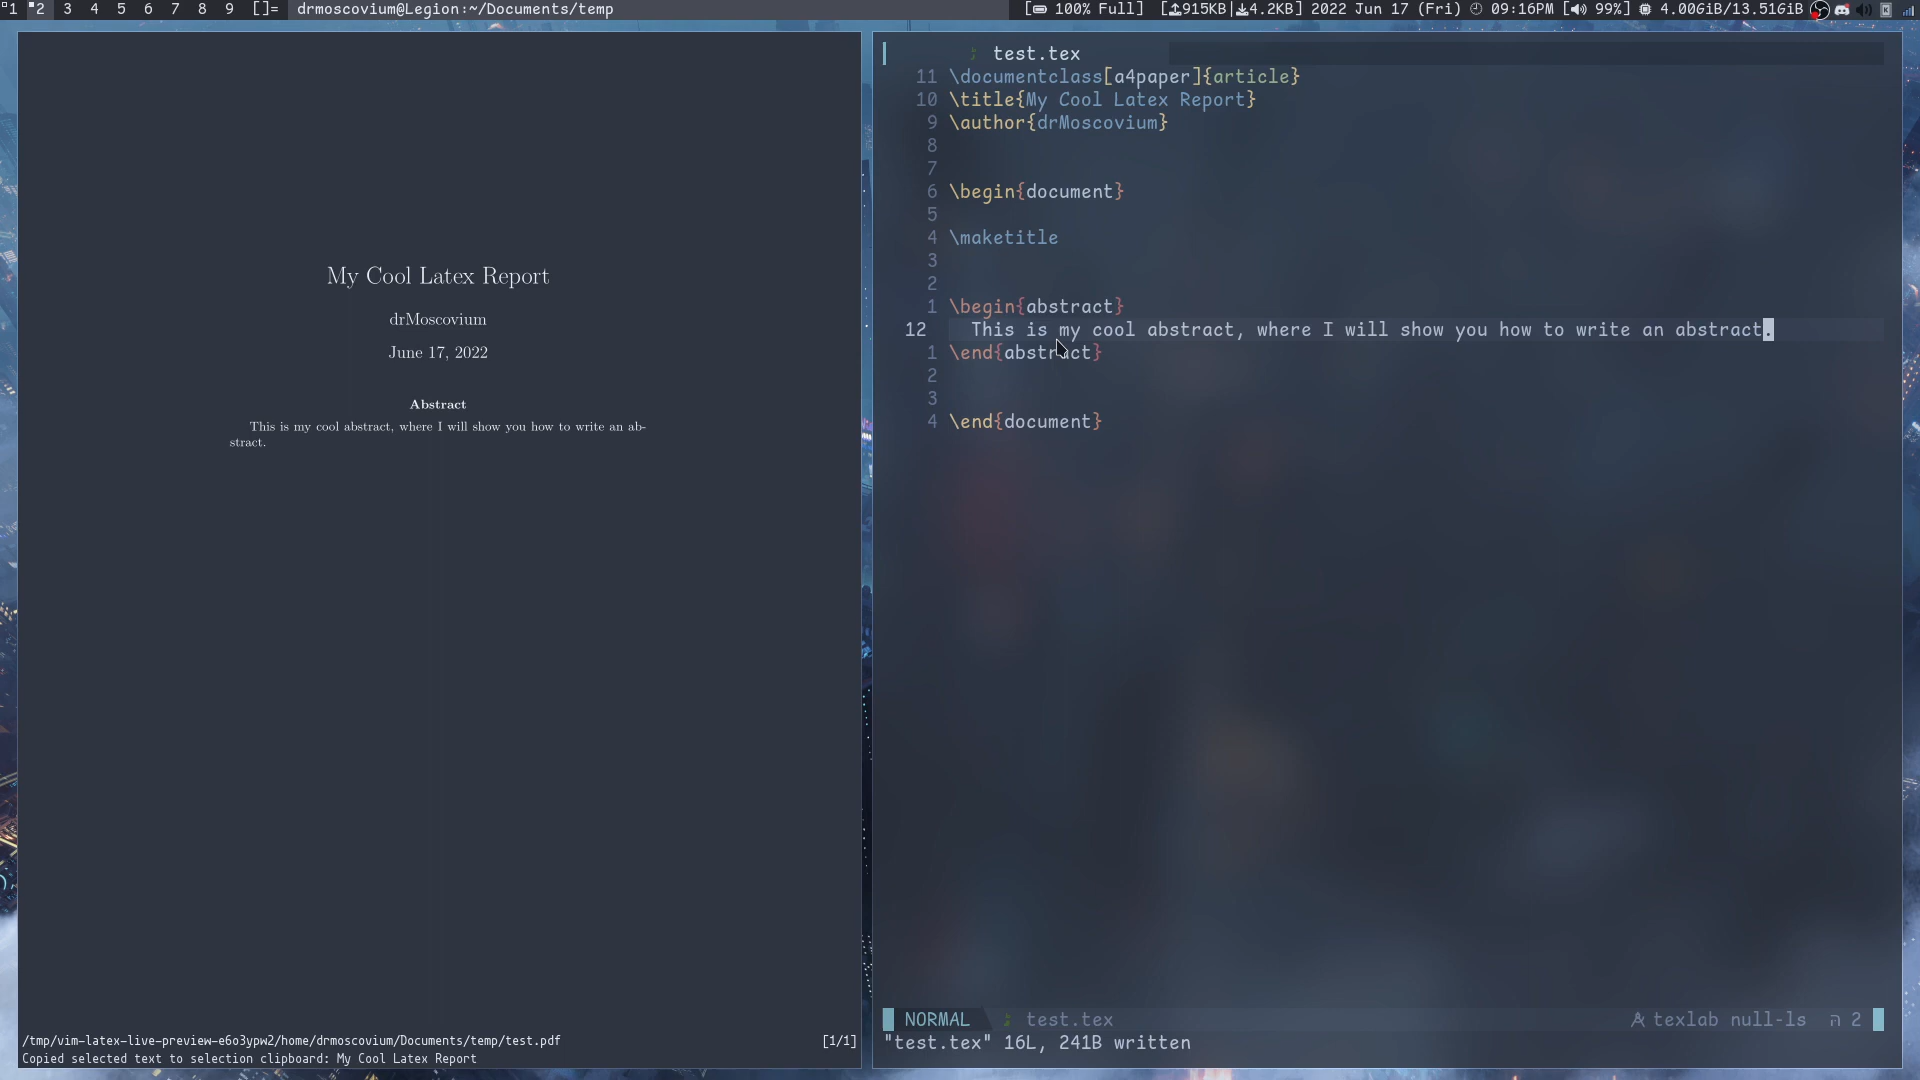 1 2 3 4 5 6 7 8 9 []= drmoscovium@Legion:~/Documents/temp [ 100% Full] [915KB|4.2KB] 2022 Jun 17 (Fri) 09:16PM [ 99%] 4.00GiB/13.51GiB
My Cool Latex Report
drMoscovium
June 17, 2022
Abstract
This is my cool abstract, where I will show you how to write an ab-
stract.
/tmp/vim-latex-live-preview-e6o3ypw2/home/drmoscovium/Documents/temp/test.pdf [1/1]
Copied selected text to selection clipboard: My Cool Latex Report
test.tex
11 \documentclass[a4paper]{article}
10 \title{My Cool Latex Report}
9 \author{drMoscovium}
8
7
6 \begin{document}
5
4 \maketitle
3
2
1 \begin{abstract}
12 This is my cool abstract, where I will show you how to write an abstract.
1 \end{abstract}
2
3
4 \end{document}
NORMAL test.tex texlab null-ls 2
"test.tex" 16L, 241B written